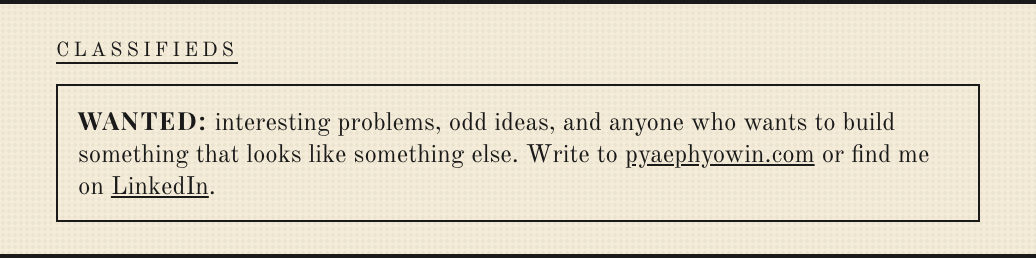 CLASSIFIEDS
WANTED: interesting problems, odd ideas, and anyone who wants to build
something that looks like something else. Write to pyaephyowin.com or find me
on LinkedIn.